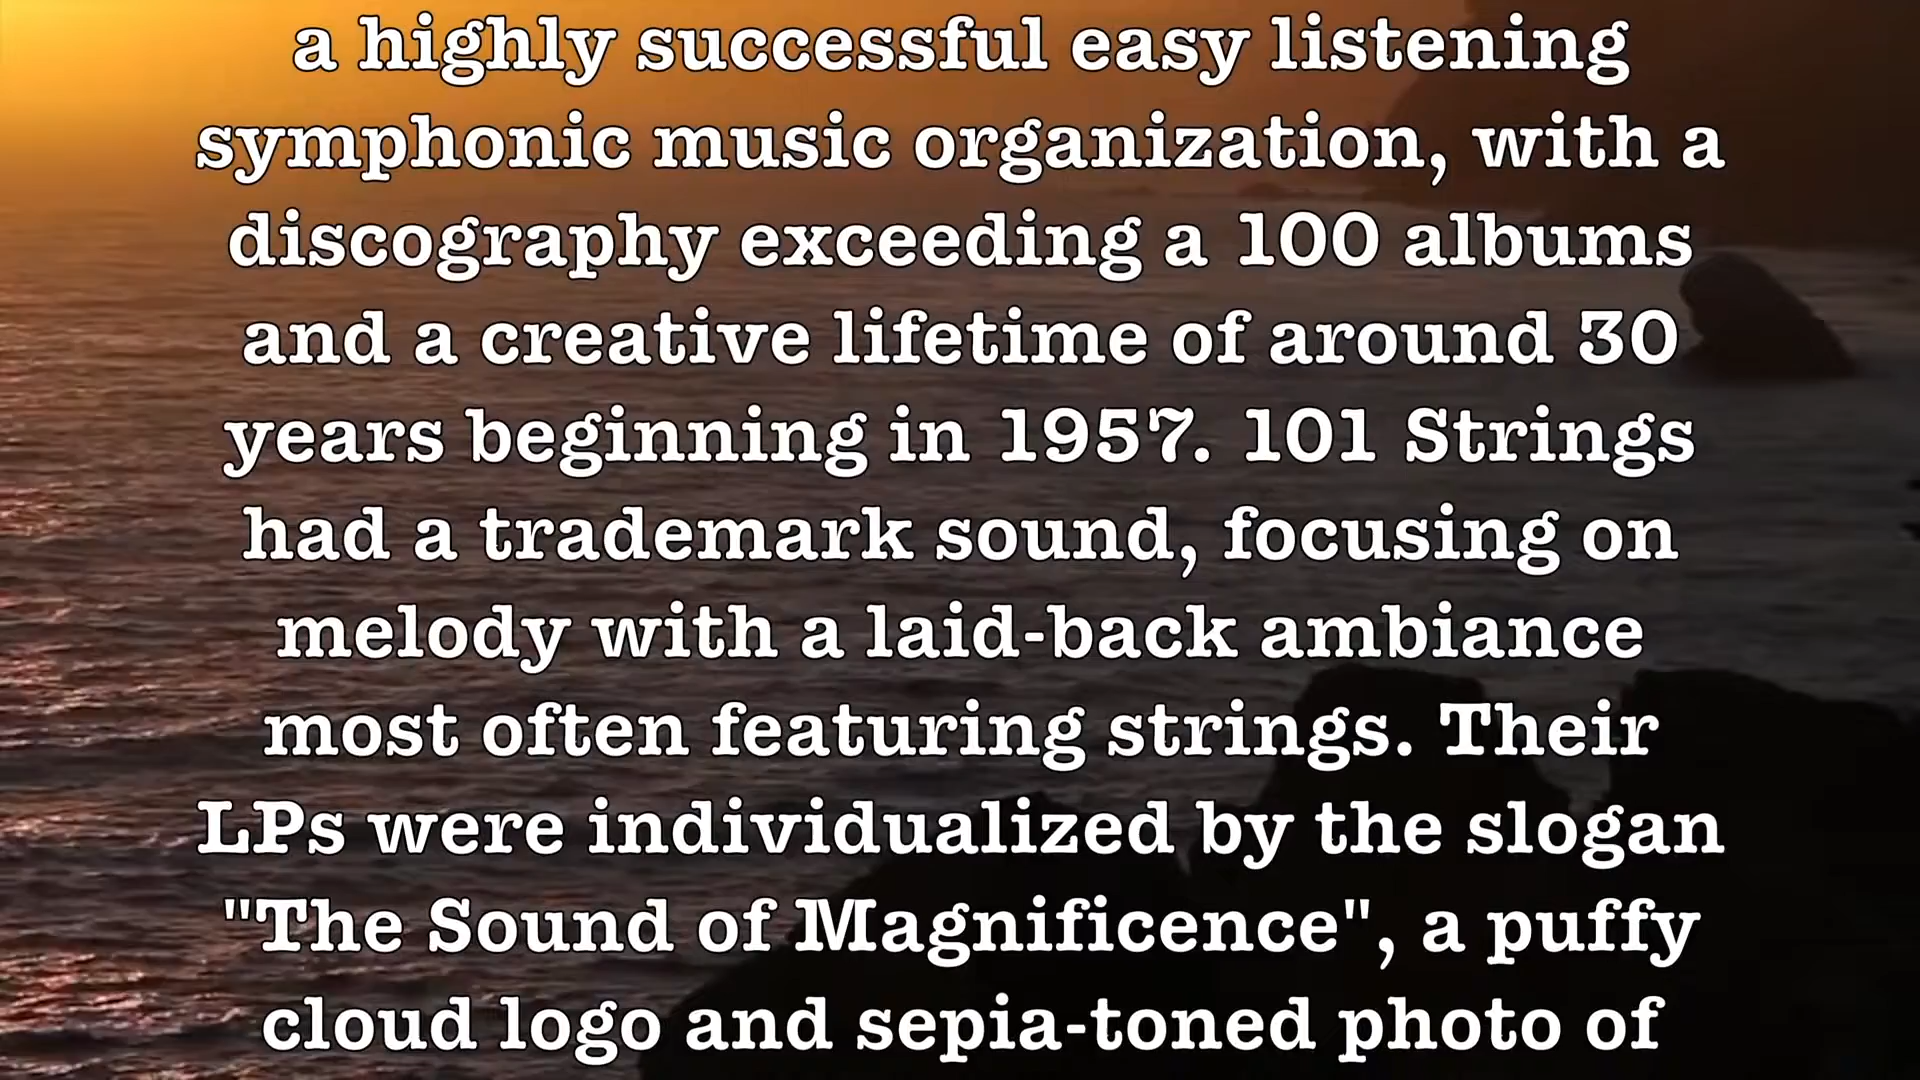 a highly successful easy listening
symphonic music organization, with a
discography exceeding a 100 albums
and a creative lifetime of around 30
years beginning in 1957. 101 Strings
had a trademark sound, focusing on
melody with a laid-back ambiance
most often featuring strings. Their
LPs were individualized by the slogan
"The Sound of Magnificence", a puffy
cloud logo and sepia-toned photo of